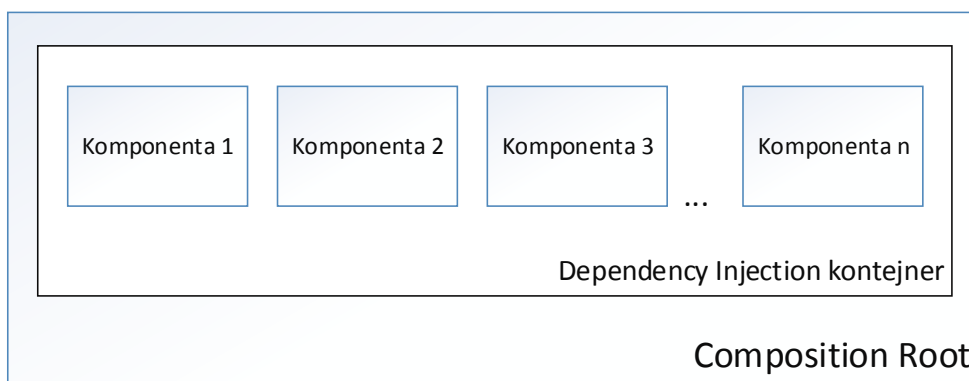 Komponenta 1
Komponenta 2
Komponenta 3
...
Komponenta n
Dependency Injection kontejner
Composition Root